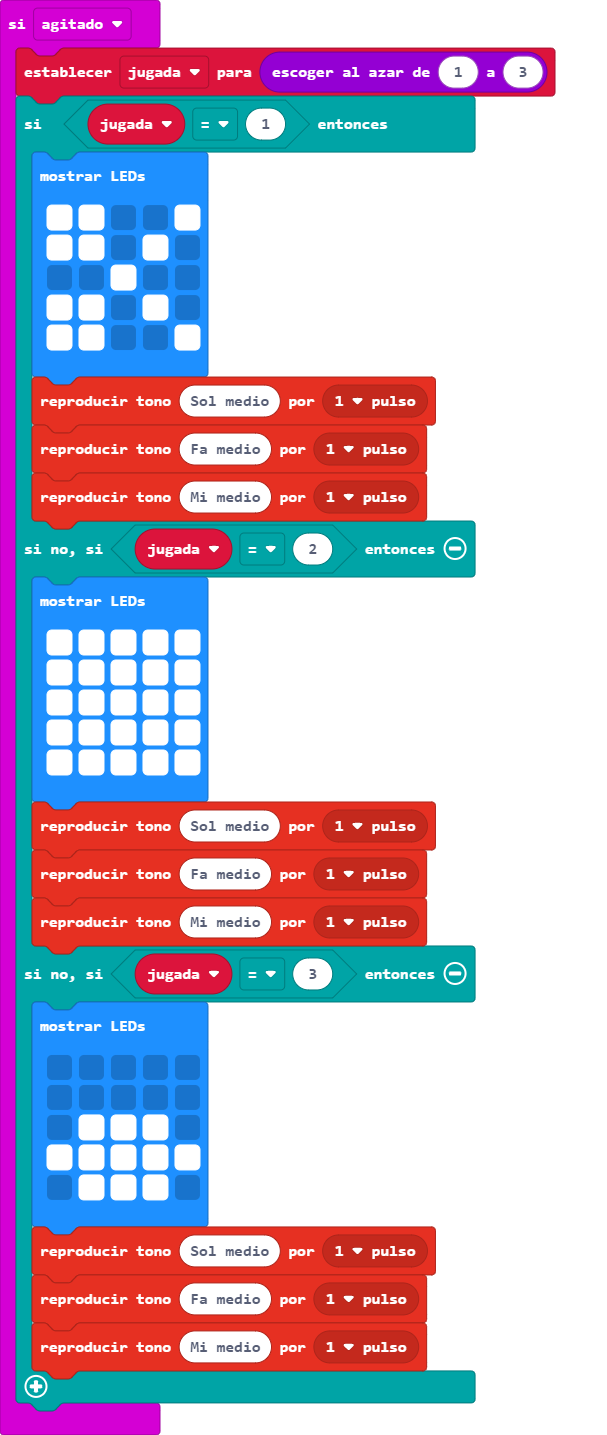 si agitado
establecer jugada para escoger al azar de 1 a 3
si jugada = 1 entonces
mostrar LEDs
reproducir tono Sol medio por 1 pulso
reproducir tono Fa medio por 1 pulso
reproducir tono Mi medio por 1 pulso
si no, si jugada = 2 entonces
mostrar LEDs
reproducir tono Sol medio por 1 pulso
reproducir tono Fa medio por 1 pulso
reproducir tono Mi medio por 1 pulso
si no, si jugada = 3 entonces
mostrar LEDs
reproducir tono Sol medio por 1 pulso
reproducir tono Fa medio por 1 pulso
reproducir tono Mi medio por 1 pulso